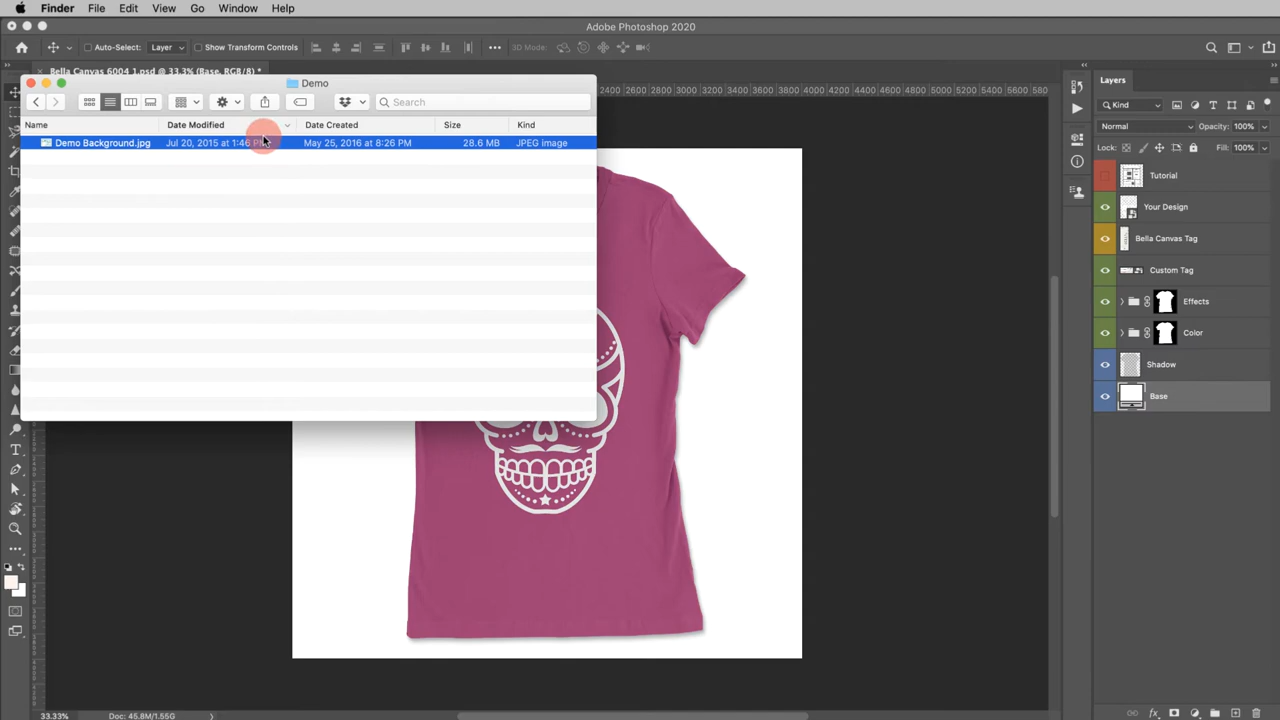 Finder File Edit View Go Window Help
Adobe Photoshop 2020
Auto-Select: Layer Show Transform Controls 3D Mode:
Bella Canvas 6004 1.psd @ 33.3% (Base, RGB/8) *
Demo
Search
Name Date Modified Date Created Size Kind
Demo Background.jpg Jul 20, 2015 at 1:46 May 25, 2016 at 8:26 PM 28.6 MB JPEG image
2400 2600 2800 3000 3200 3400 3600 3800 4000 4200 4400 4600 4800 5000 5200 5400 5600 5800
Layers
Kind
Normal Opacity: 100%
Lock: Fill: 100%
Tutorial
Your Design
Bella Canvas Tag
Custom Tag
Effects
Color
Shadow
Base
33.33% Doc: 45.8M/1.55G